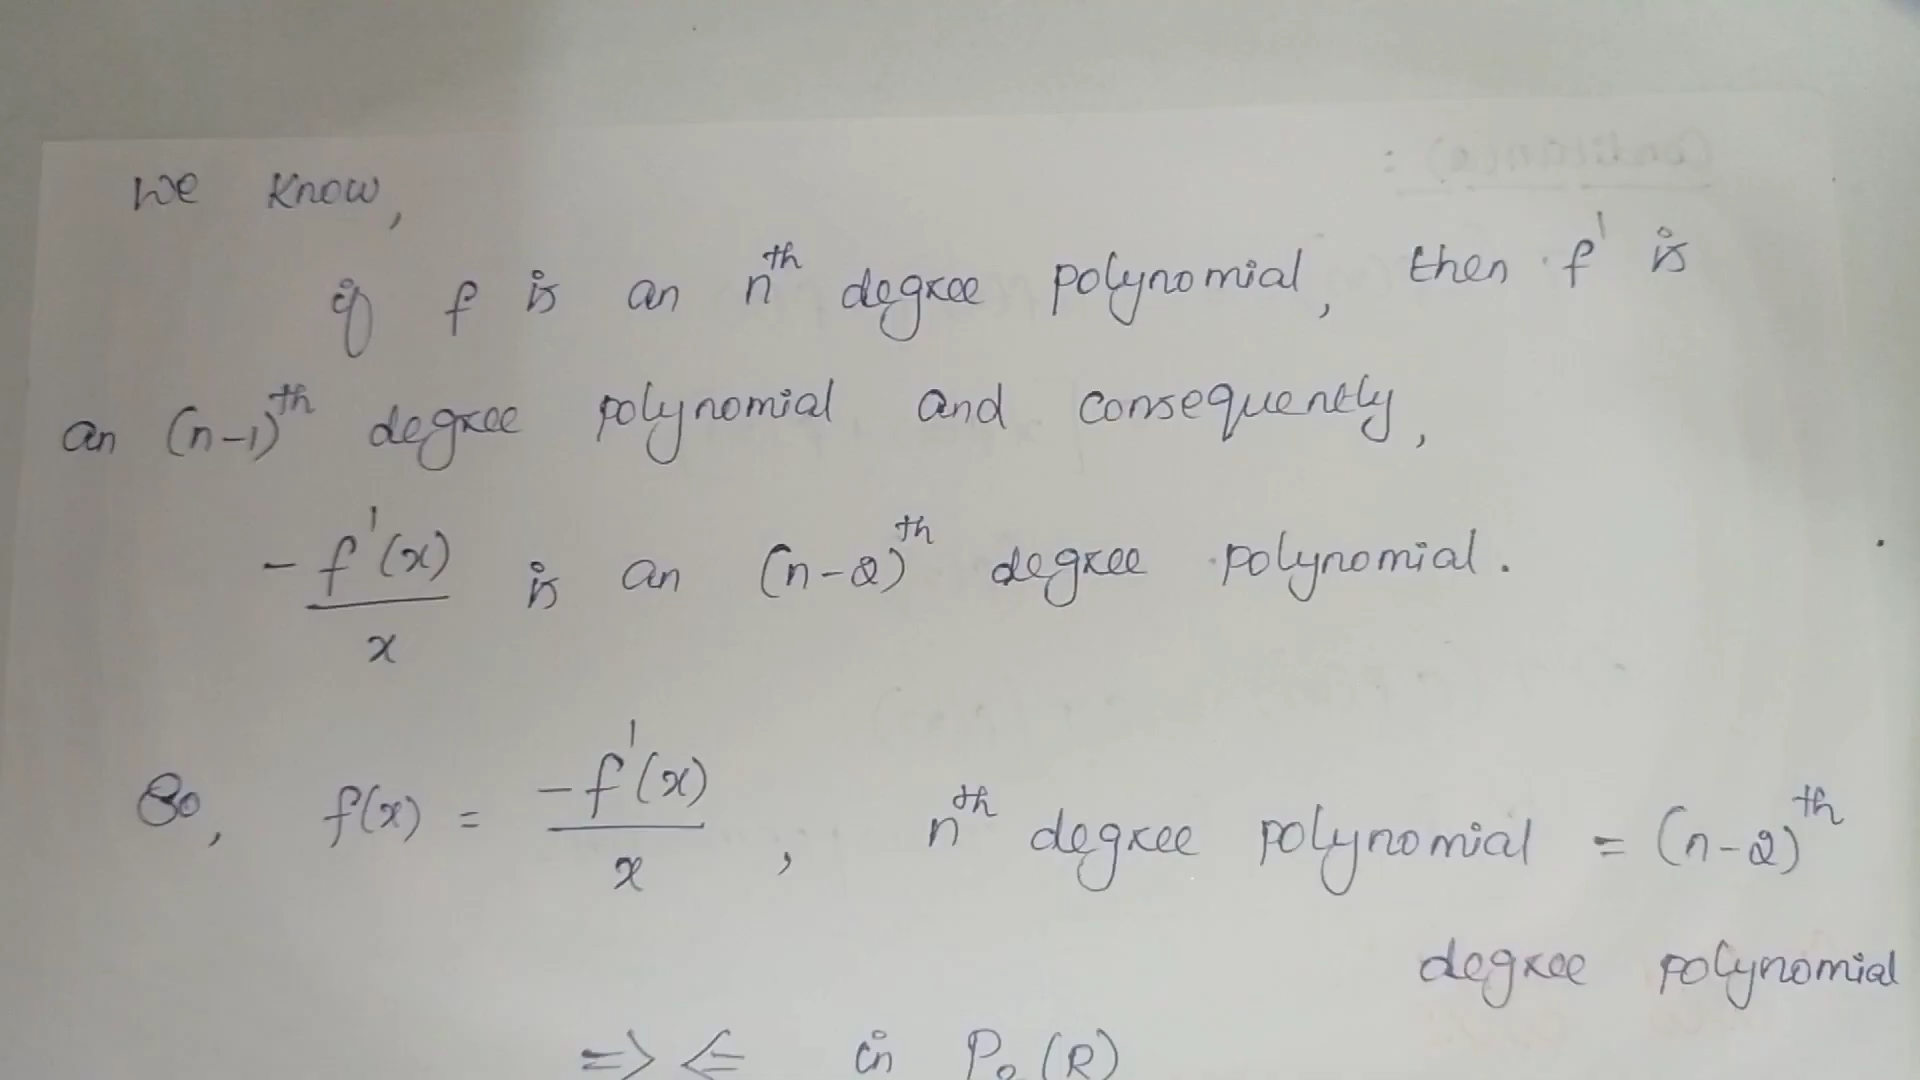 We know,
if f is an nth degree polynomial, then f' is
an (n-1)th degree polynomial and consequently,
-f'(x)/x is an (n-2)th degree polynomial.
So, f(x) = -f'(x)/x, nth degree polynomial = (n-2)th
degree polynomial
=> <= in P₂(R)